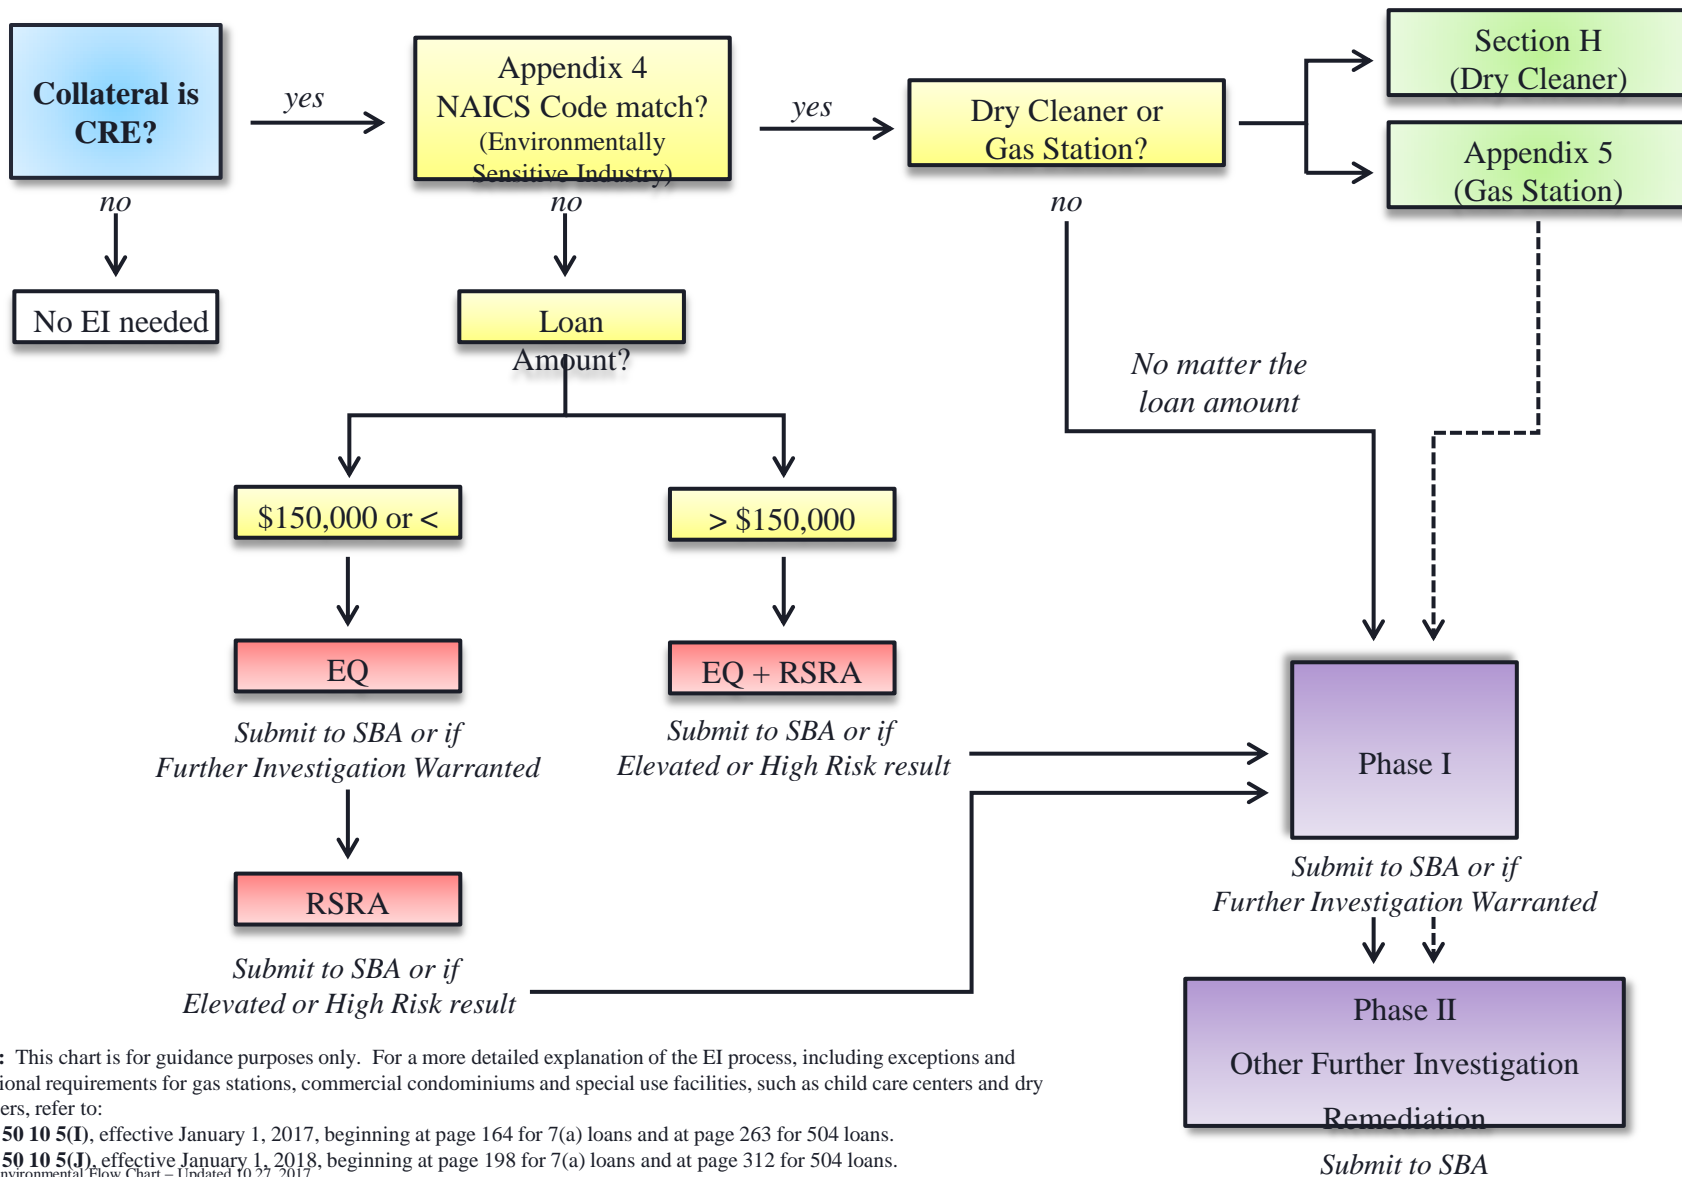 Collateral is
CRE?
yes
no
No EI needed
Appendix 4
NAICS Code match?
(Environmentally
Sensitive Industry)
yes
no
Dry Cleaner or
Gas Station?
no
Section H
(Dry Cleaner)
Appendix 5
(Gas Station)
Loan
Amount?
No matter the
loan amount
$150,000 or <
> $150,000
EQ
EQ + RSRA
Submit to SBA or if
Further Investigation Warranted
Submit to SBA or if
Elevated or High Risk result
RSRA
Submit to SBA or if
Elevated or High Risk result
Phase I
Submit to SBA or if
Further Investigation Warranted
Phase II
Other Further Investigation
Remediation
Submit to SBA
: This chart is for guidance purposes only. For a more detailed explanation of the EI process, including exceptions and
ional requirements for gas stations, commercial condominiums and special use facilities, such as child care centers and dry
ers, refer to:
50 10 5(I), effective January 1, 2017, beginning at page 164 for 7(a) loans and at page 263 for 504 loans.
50 10 5(J), effective January 1, 2018, beginning at page 198 for 7(a) loans and at page 312 for 504 loans.
nvironmental Flow Chart – Updated 10.27.2017